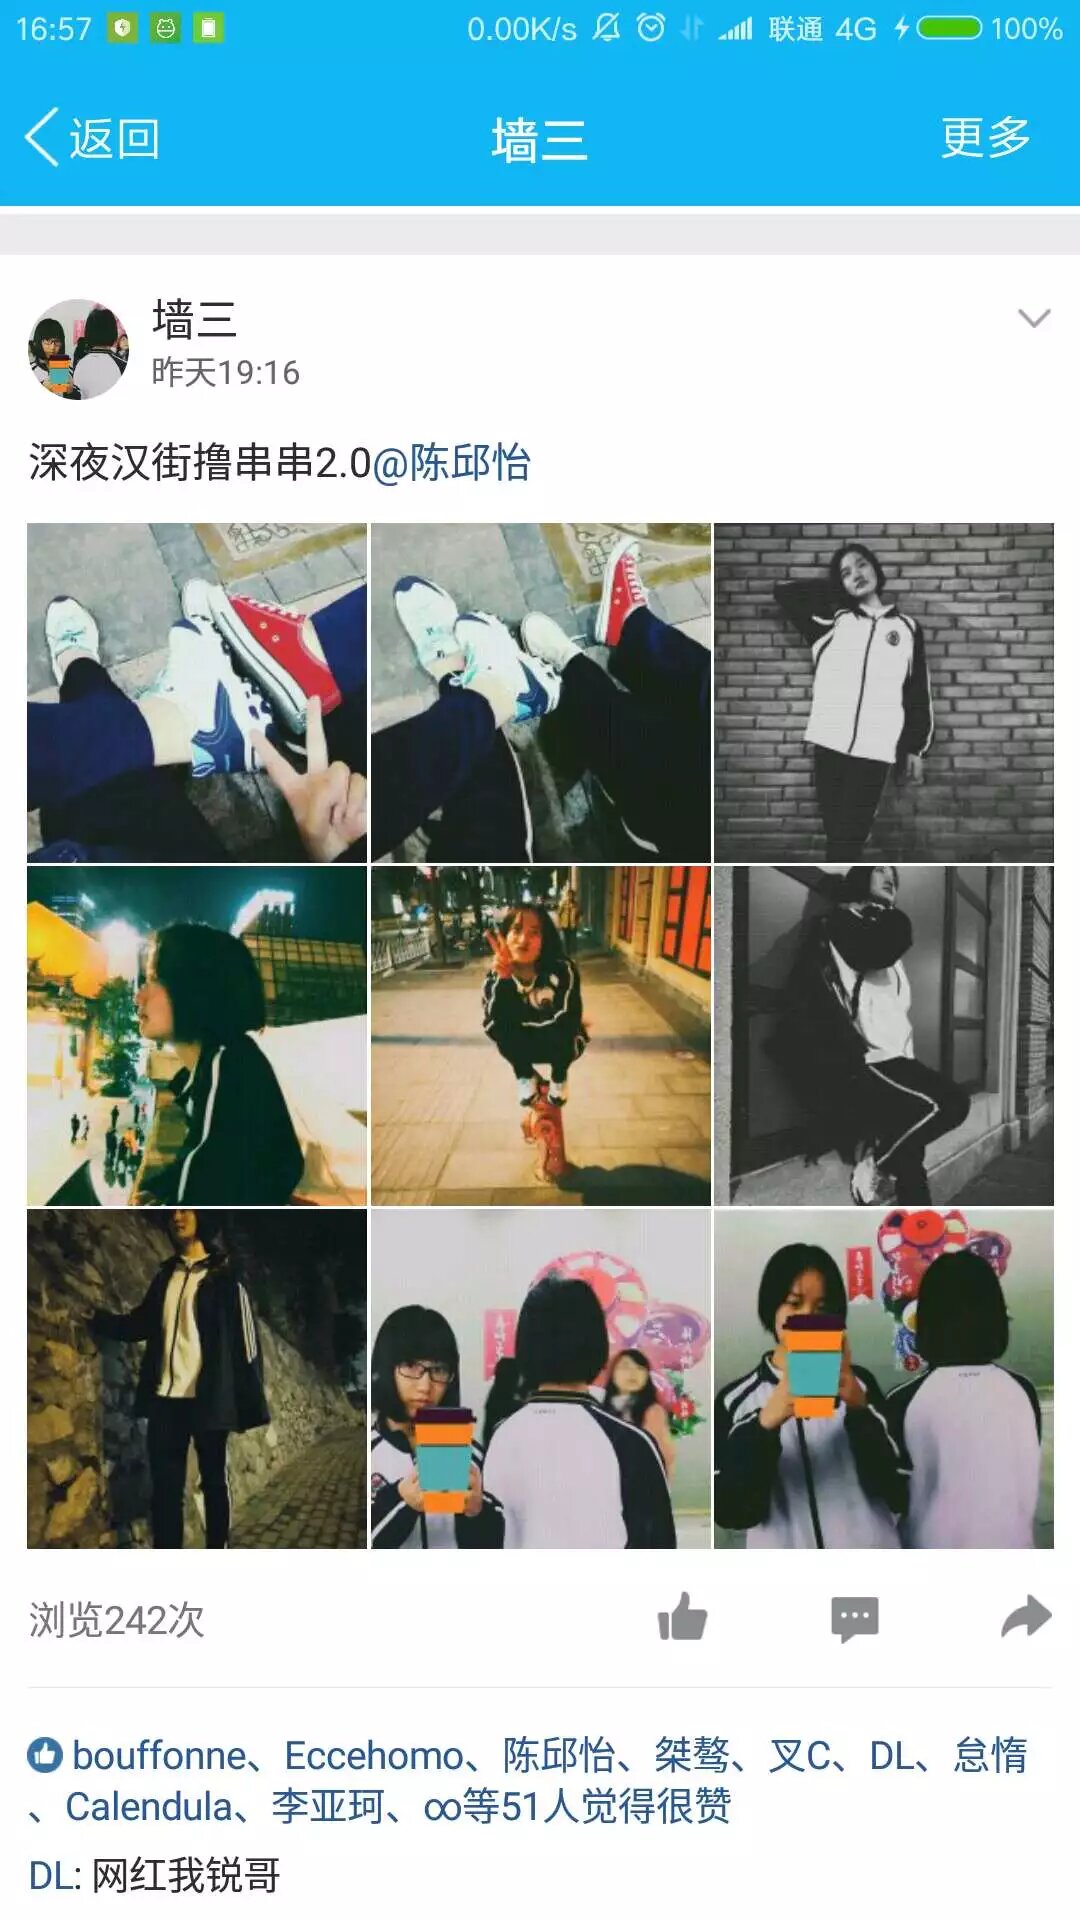 16:57 0.00K/s 联通 4G 100%
返回 墙三 更多
墙三
昨天19:16
深夜汉街撸串串2.0@陈邱怡
浏览242次
bouffonne、Eccehomo、陈邱怡、桀骜、叉C、DL、怠惰
、Calendula、李亚珂、∞等51人觉得很赞
DL: 网红我锐哥